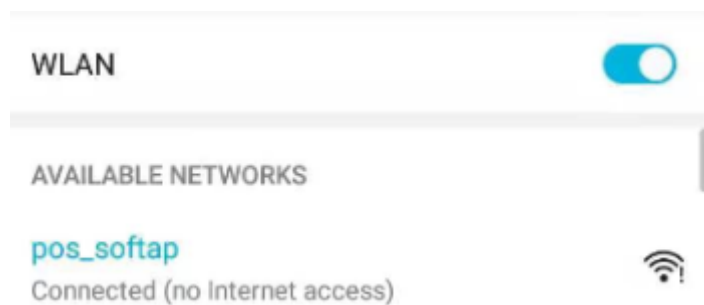 WLAN
AVAILABLE NETWORKS
pos_softap
Connected (no Internet access)